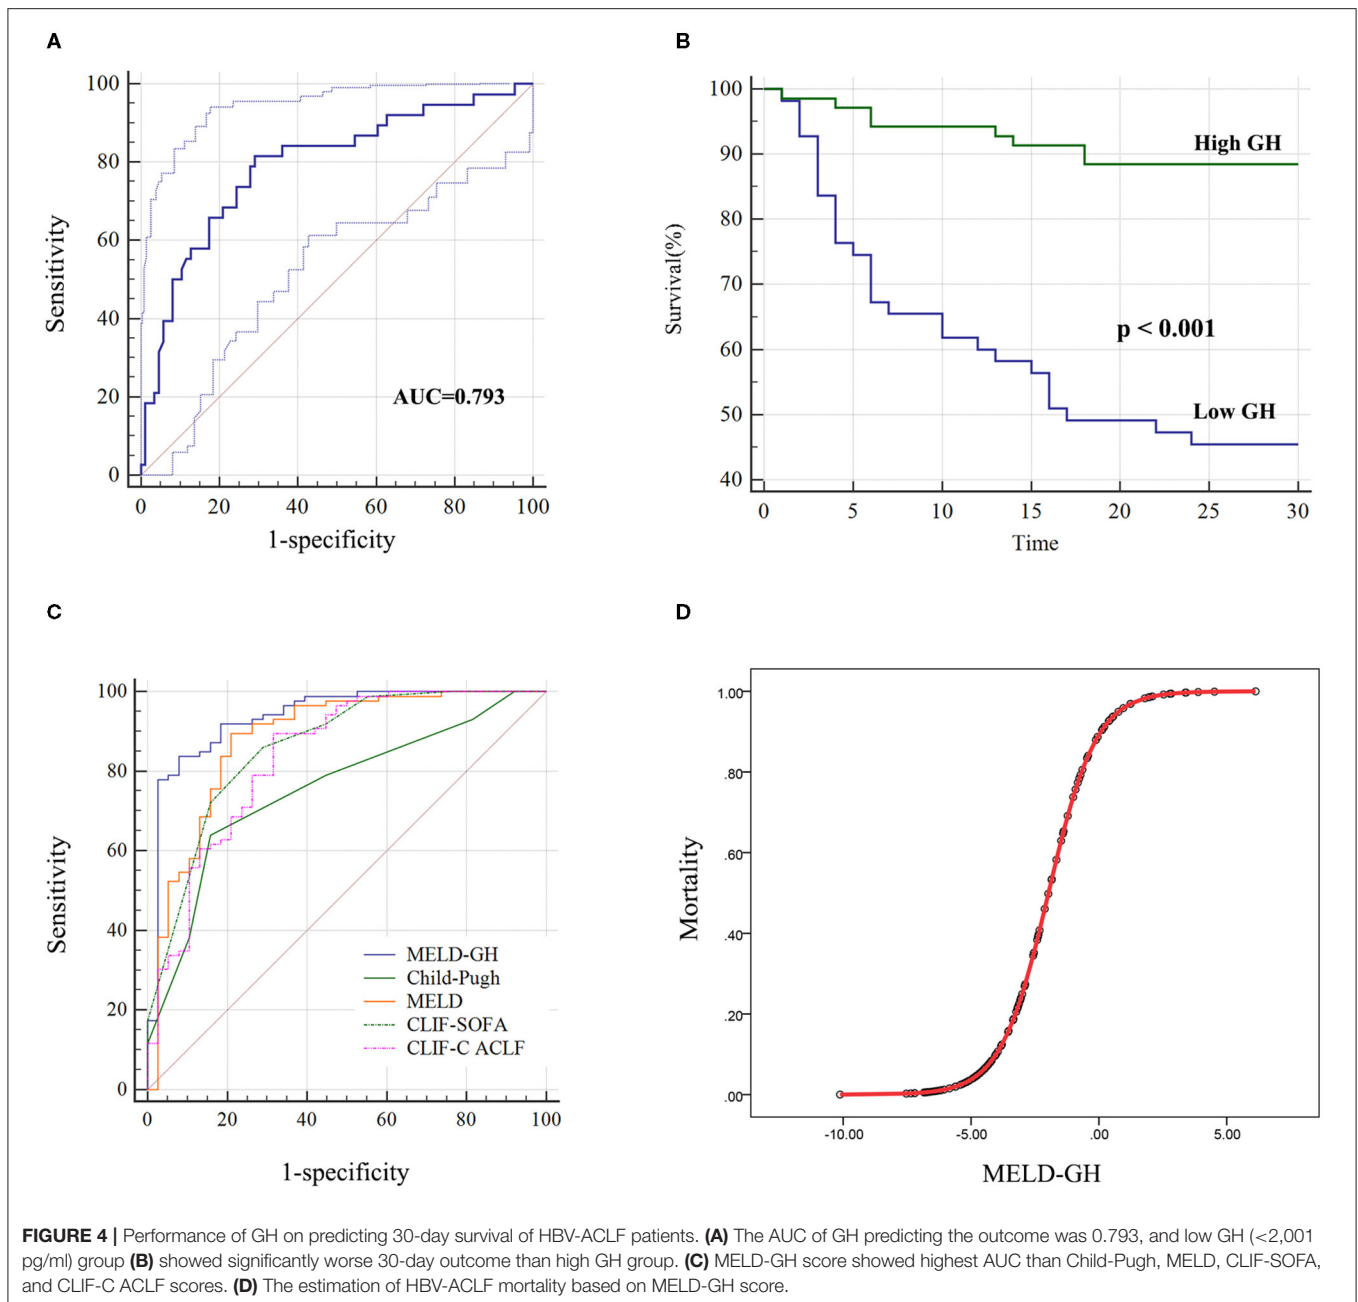 A
100
80
60
40
20
0
Sensitivity
AUC=0.793
0 20 40 60 80 100
1-specificity
B
100
90
80
70
60
50
40
Survival(%)
High GH
p < 0.001
Low GH
0 5 10 15 20 25 30
Time
C
100
80
60
40
20
0
Sensitivity
MELD-GH
Child-Pugh
MELD
CLIF-SOFA
CLIF-C ACLF
0 20 40 60 80 100
1-specificity
D
1.00
.80
.60
.40
.20
.00
Mortality
-10.00 -5.00 .00 5.00
MELD-GH
FIGURE 4 | Performance of GH on predicting 30-day survival of HBV-ACLF patients. (A) The AUC of GH predicting the outcome was 0.793, and low GH (<2,001
pg/ml) group (B) showed significantly worse 30-day outcome than high GH group. (C) MELD-GH score showed highest AUC than Child-Pugh, MELD, CLIF-SOFA,
and CLIF-C ACLF scores. (D) The estimation of HBV-ACLF mortality based on MELD-GH score.